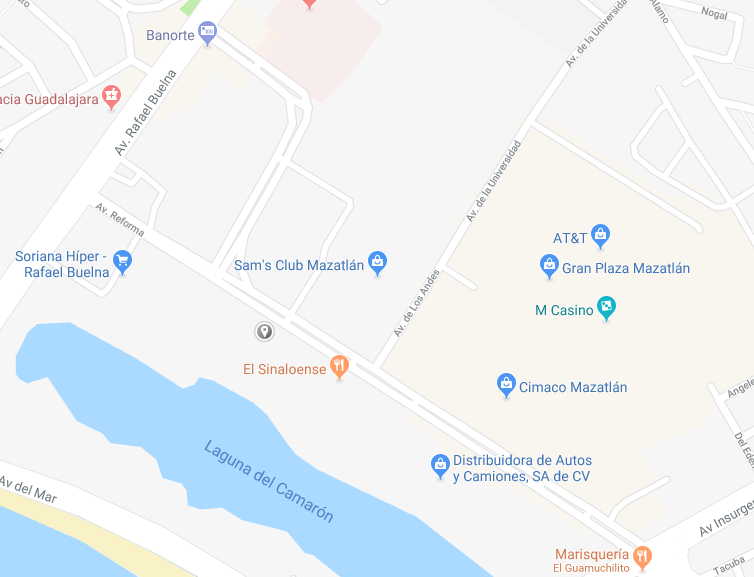 Nogal
Alamo
Banorte
Av. de la Universidad
acia Guadalajara
Av. Rafael Buelna
Av. de la Universidad
Av. Reforma
AT&T
Soriana Híper -
Rafael Buelna
Sam's Club Mazatlán
Gran Plaza Mazatlán
Av. de Los Andes
M Casino
El Sinaloense
Cimaco Mazatlán
Angele
Del Edén
Laguna del Camarón
Distribuidora de Autos
y Camiones, SA de CV
Av del Mar
Av Insurge
Marisquería
El Guamuchilito
Tacuba